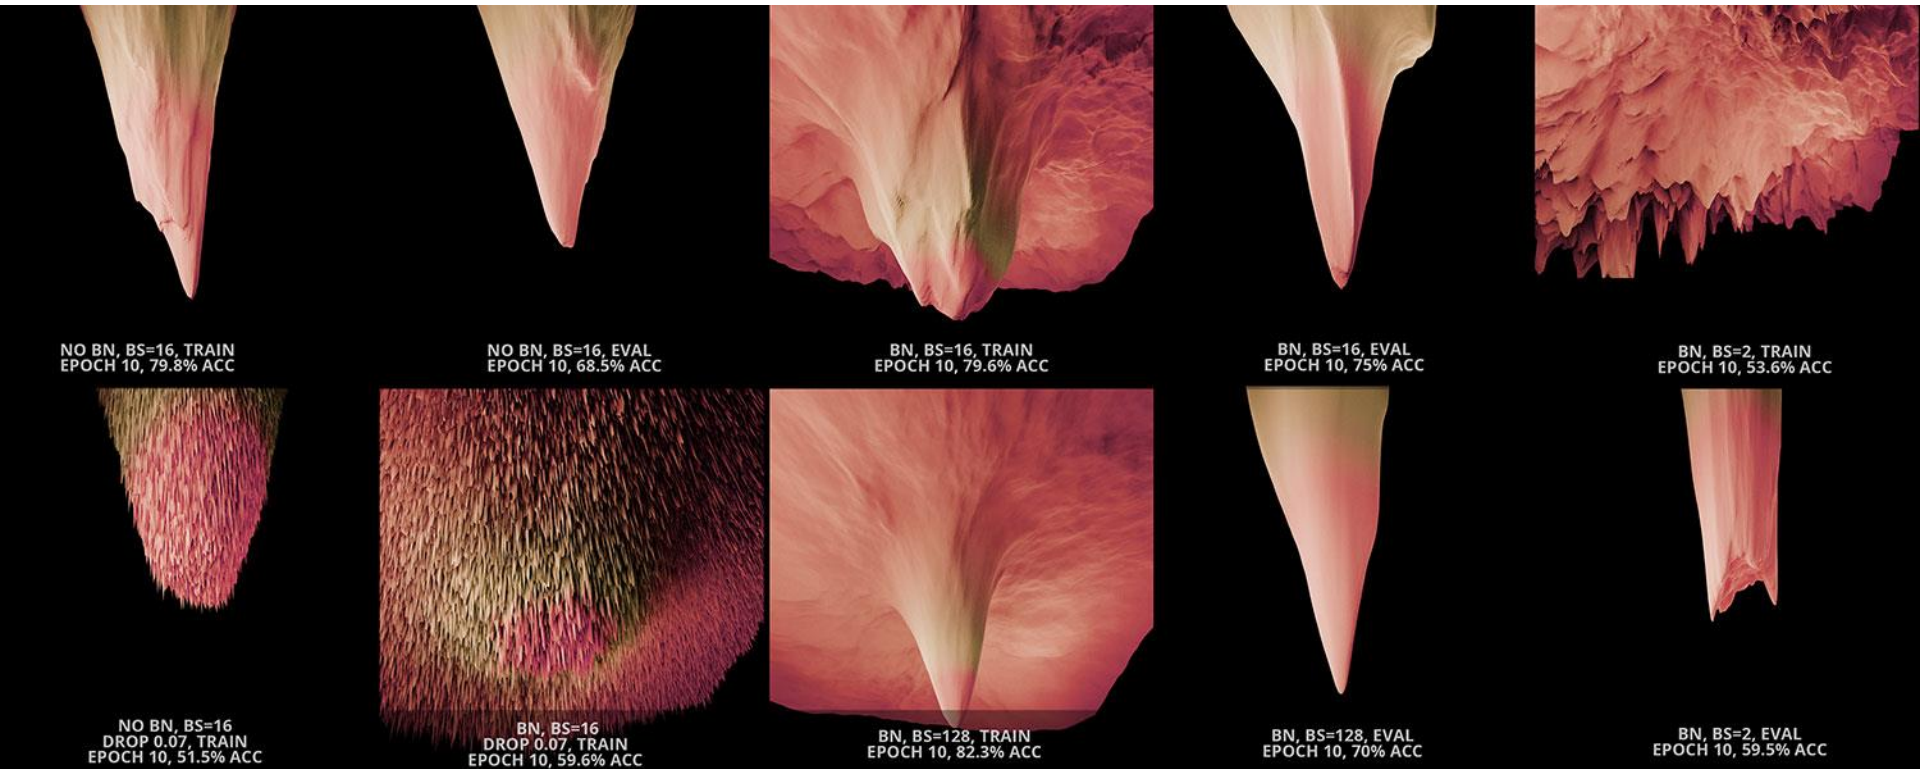 NO BN, BS=16, TRAIN
EPOCH 10, 79.8% ACC
NO BN, BS=16, EVAL
EPOCH 10, 68.5% ACC
BN, BS=16, TRAIN
EPOCH 10, 79.6% ACC
BN, BS=16, EVAL
EPOCH 10, 75% ACC
BN, BS=2, TRAIN
EPOCH 10, 53.6% ACC
NO BN, BS=16
DROP 0.07, TRAIN
EPOCH 10, 51.5% ACC
BN, BS=16
DROP 0.07, TRAIN
EPOCH 10, 59.6% ACC
BN, BS=128, TRAIN
EPOCH 10, 82.3% ACC
BN, BS=128, EVAL
EPOCH 10, 70% ACC
BN, BS=2, EVAL
EPOCH 10, 59.5% ACC